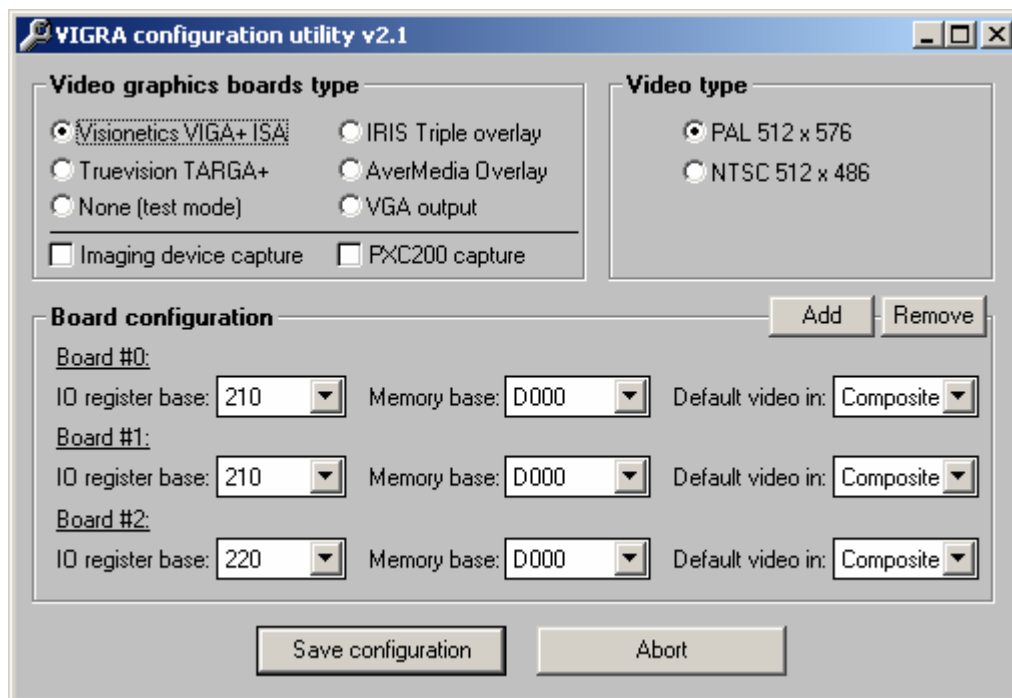 VIGRA configuration utility v2.1
Video graphics boards type
Visionetics VIGA+ ISA
IRIS Triple overlay
Truevision TARGA+
AverMedia Overlay
None (test mode)
VGA output
Imaging device capture
PXC200 capture
Video type
PAL 512 x 576
NTSC 512 x 486
Board configuration
Add
Remove
Board #0:
IO register base: 210 Memory base: D000 Default video in: Composite
Board #1:
IO register base: 210 Memory base: D000 Default video in: Composite
Board #2:
IO register base: 220 Memory base: D000 Default video in: Composite
Save configuration
Abort